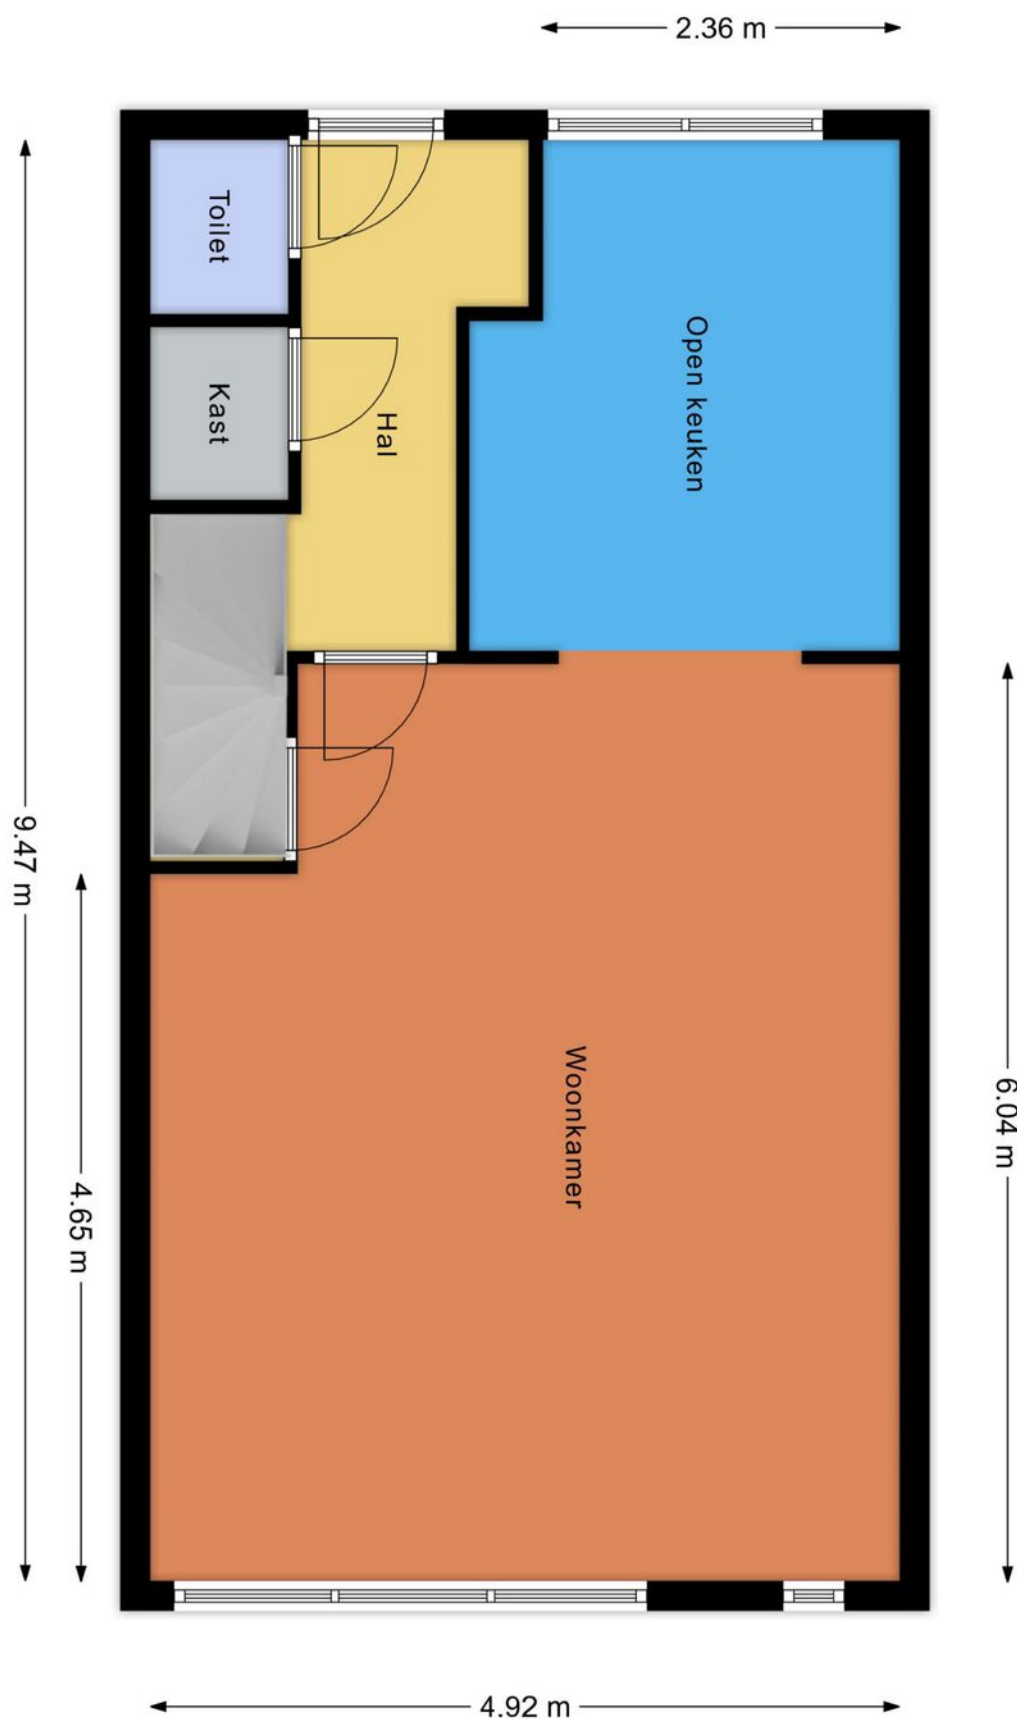 2.36 m
Toilet
Open keuken
Kast
Hal
9.47 m
4.65 m
Woonkamer
6.04 m
4.92 m